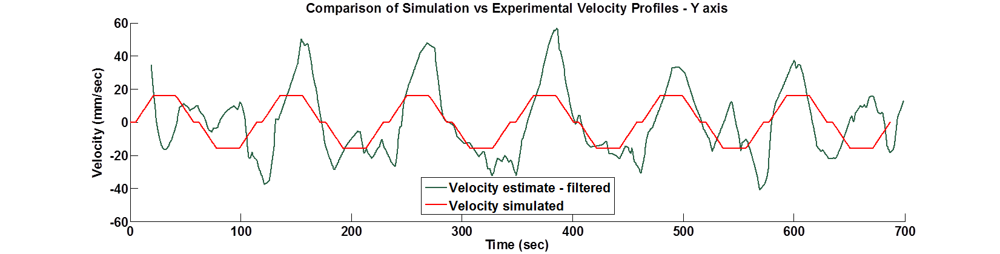 Comparison of Simulation vs Experimental Velocity Profiles - Y axis
60
40
20
0
-20
-40
-60
Velocity (mm/sec)
Velocity estimate - filtered
Velocity simulated
0 100 200 300 400 500 600 700
Time (sec)